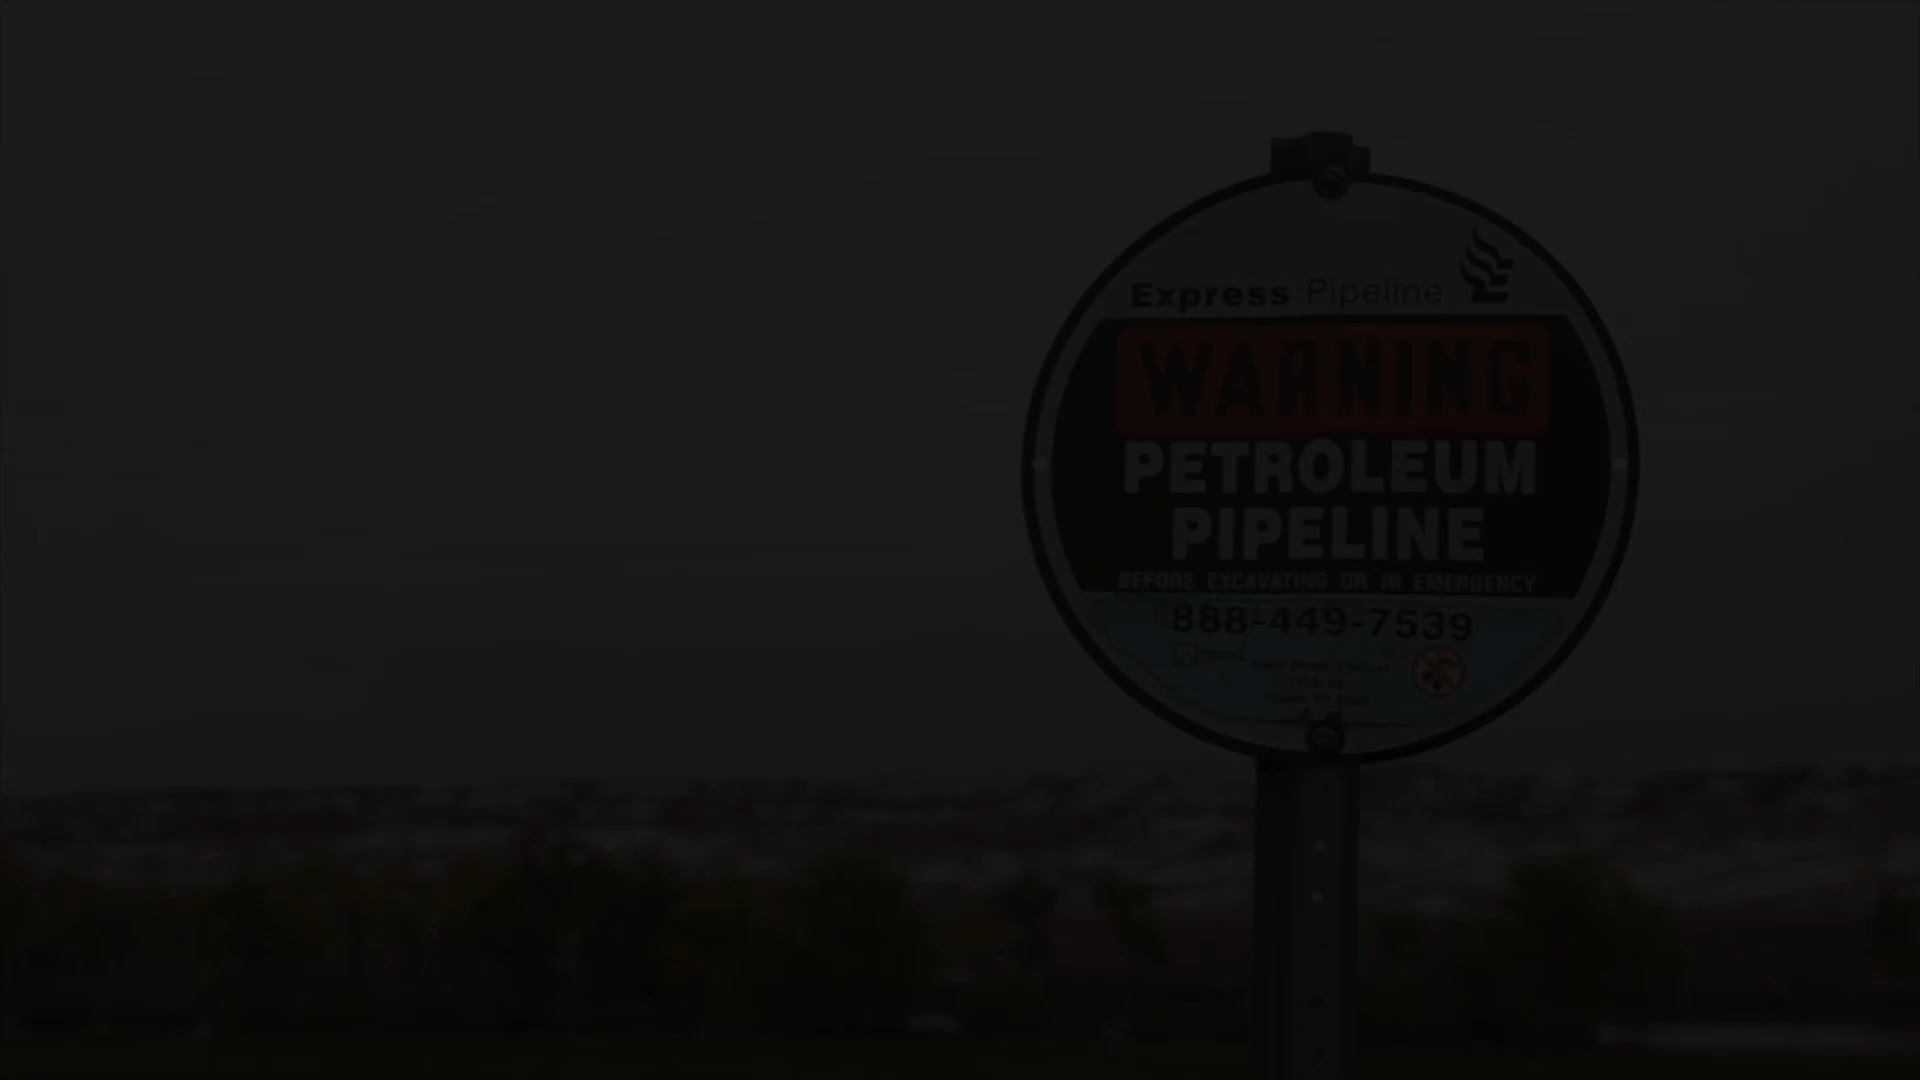 Express Pipeline
WARNING
PETROLEUM
PIPELINE
BEFORE EXCAVATING OR IN EMERGENCY
888-449-7539